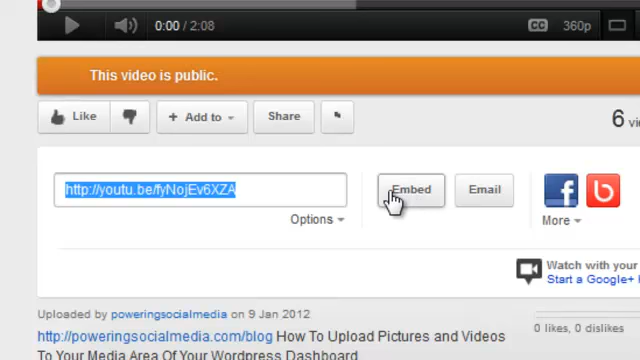 0:00 / 2:08 CC 360p
This video is public.
Like + Add to Share
6
http://youtu.be/fyNojEv6XZA Embed Email f b
Options More
Watch with your
Start a Google+
Uploaded by poweringsocialmedia on 9 Jan 2012
0 likes, 0 dislikes
http://poweringsocialmedia.com/blog How To Upload Pictures and Videos
To Your Media Area Of Your Wordpress Dashboard